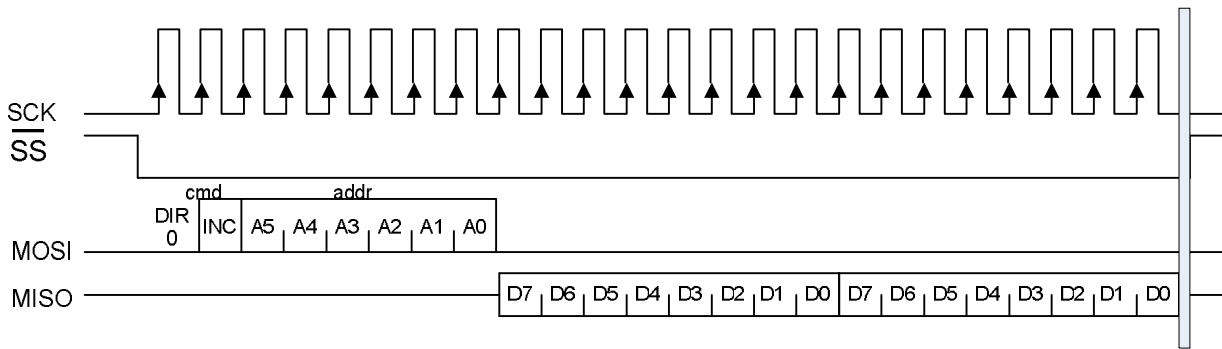 SCK
SS
cmd addr
DIR
0 INC A5 A4 A3 A2 A1 A0
MOSI
MISO D7 D6 D5 D4 D3 D2 D1 D0 D7 D6 D5 D4 D3 D2 D1 D0